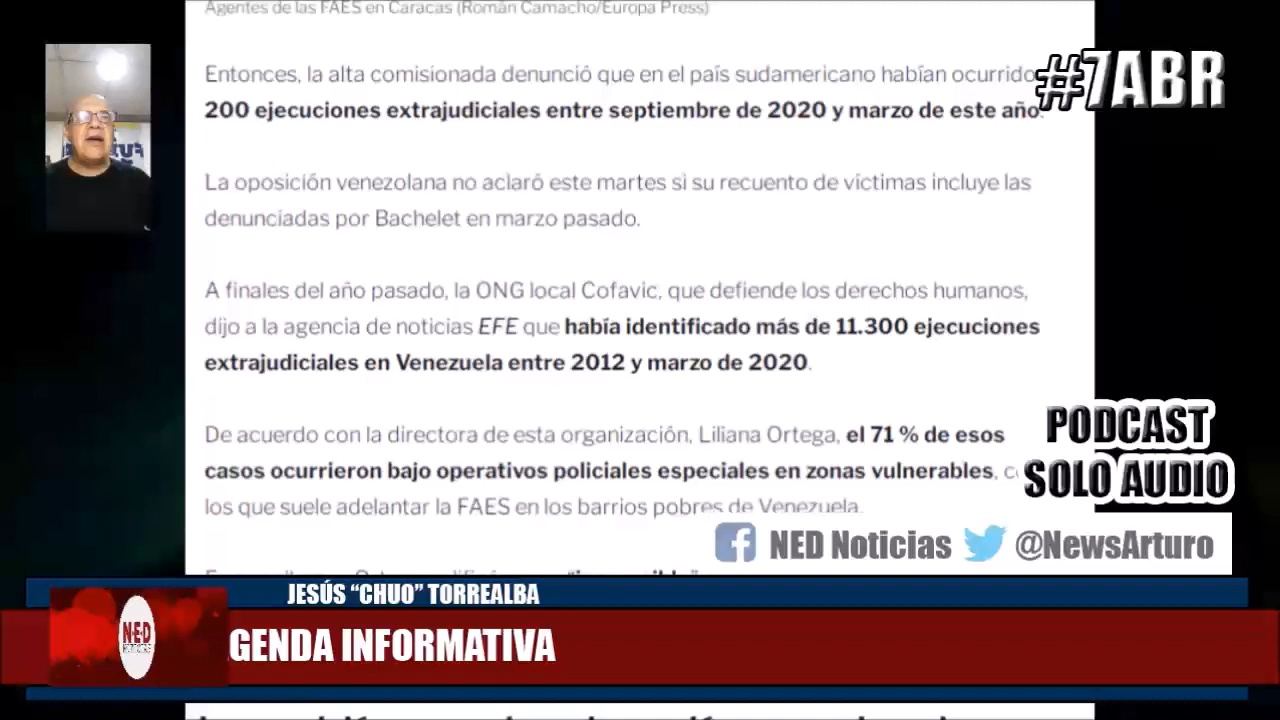 Agentes de las FAES en Caracas (Román Camacho/Europa Press)
#7ABR
Entonces, la alta comisionada denunció que en el país sudamericano habían ocurrido
200 ejecuciones extrajudiciales entre septiembre de 2020 y marzo de este año.
La oposición venezolana no aclaró este martes si su recuento de víctimas incluye las
denunciadas por Bachelet en marzo pasado.
A finales del año pasado, la ONG local Cofavic, que defiende los derechos humanos,
dijo a la agencia de noticias EFE que había identificado más de 11.300 ejecuciones
extrajudiciales en Venezuela entre 2012 y marzo de 2020.
De acuerdo con la directora de esta organización, Liliana Ortega, el 71 % de esos
casos ocurrieron bajo operativos policiales especiales en zonas vulnerables,
los que suele adelantar la FAES en los barrios pobres de Venezuela.
PODCAST
SOLO AUDIO
NED Noticias @NewsArturo
JESÚS “CHUO” TORREALBA
NED
NOTICIAS
GENDA INFORMATIVA